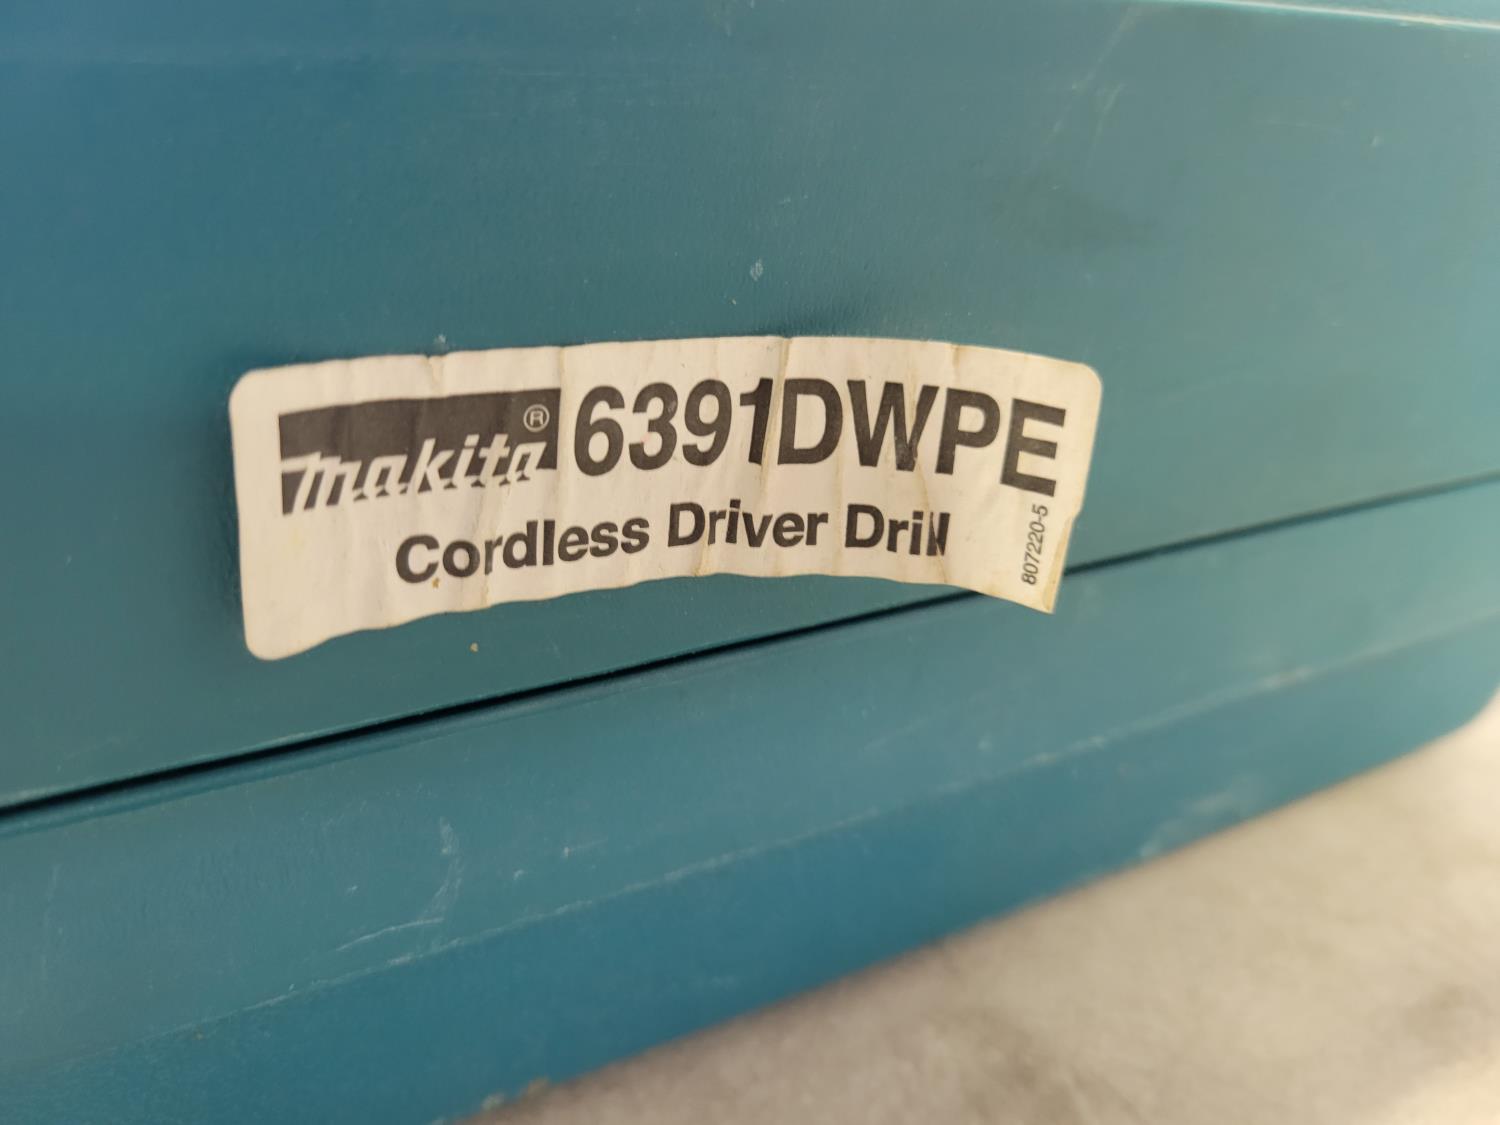 makita® 6391DWPE
Cordless Driver Drill
807220-5